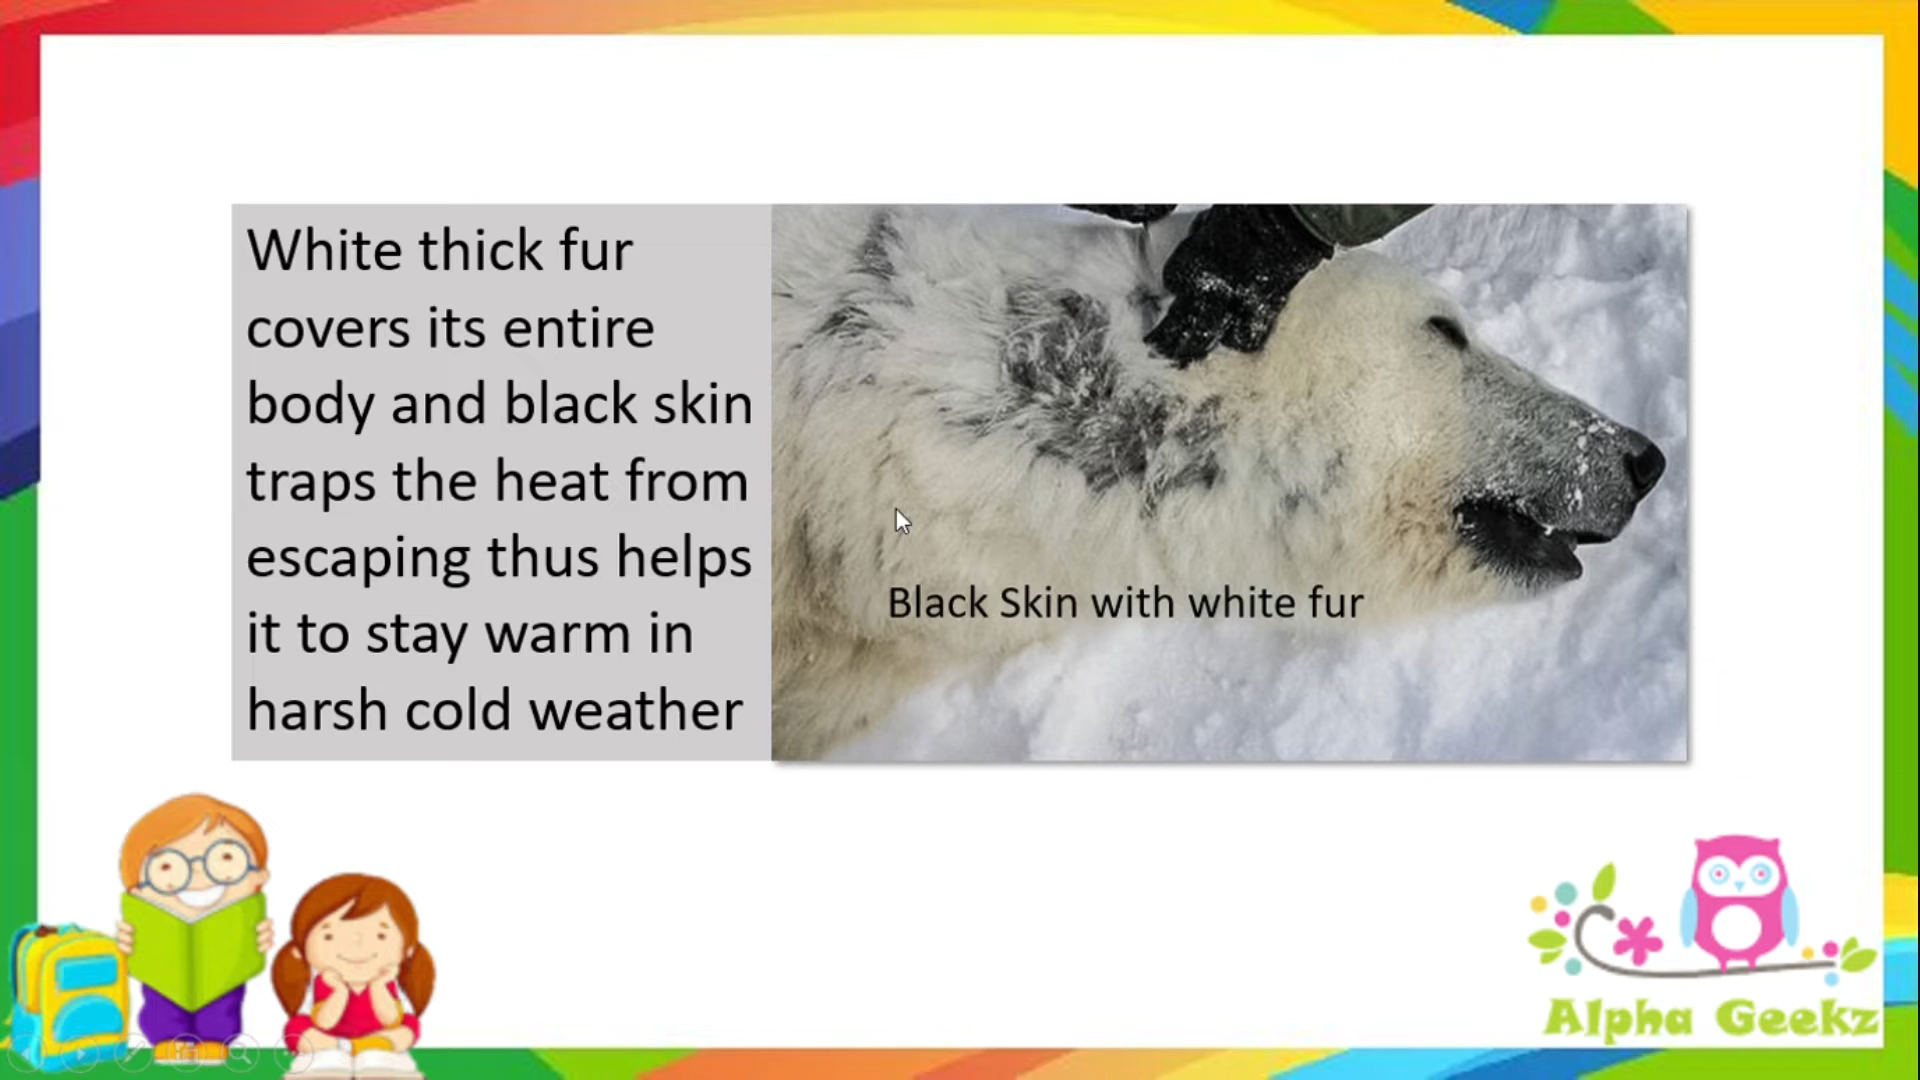 White thick fur
covers its entire
body and black skin
traps the heat from
escaping thus helps
it to stay warm in
harsh cold weather
Black Skin with white fur
Alpha Geekz